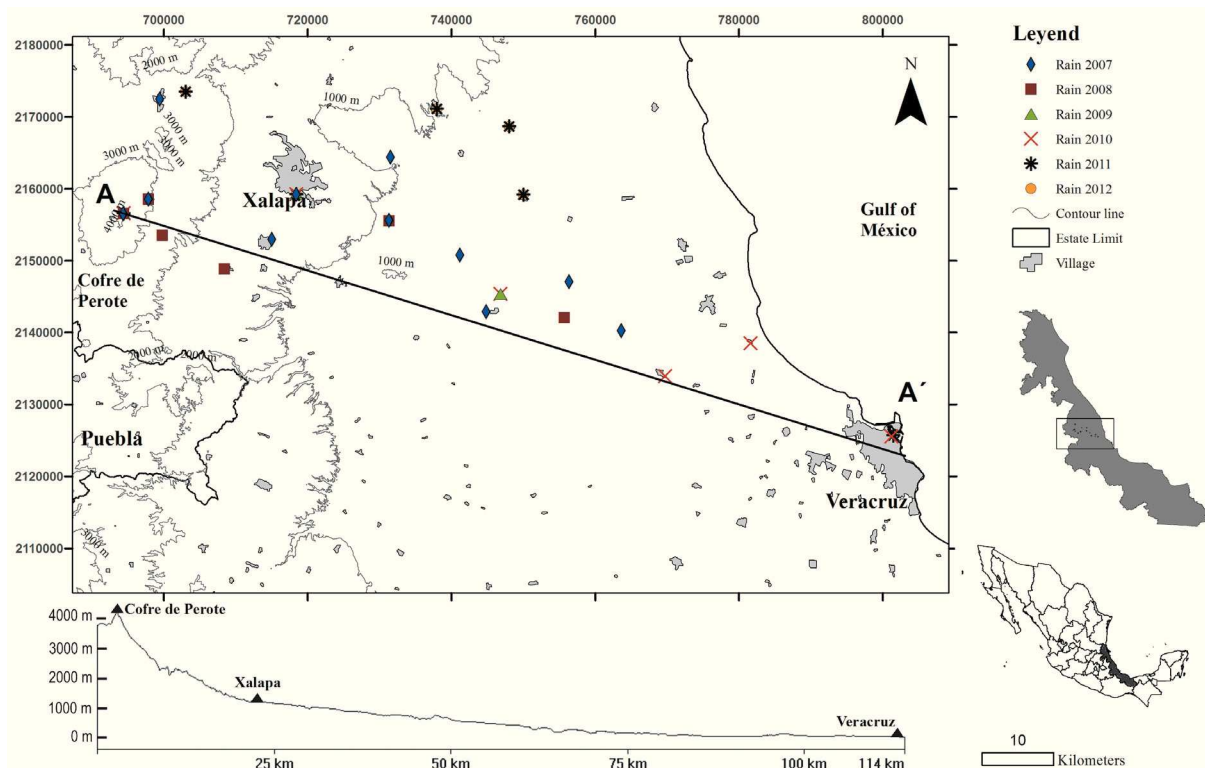 700000 720000 50000 760000 780000 800000
2180000
2170000
2160000
2150000
2140000
2130000
2120000
2110000
2000 m
3000 m
3000 m
1000 m
A
4000 m
Xalapa
1000 m
Cofre de
Perote
2000 m
Puebla
3000 m
Gulf of
México
N
A´
Veracruz
Leyend
Rain 2007
Rain 2008
Rain 2009
Rain 2010
Rain 2011
Rain 2012
Contour line
Estate Limit
Village
4000 m
3000 m
2000 m
1000 m
0 m
Cofre de Perote
Xalapa
Veracruz
25 km 50 km 75 km 100 km 114 km
10
Kilometers